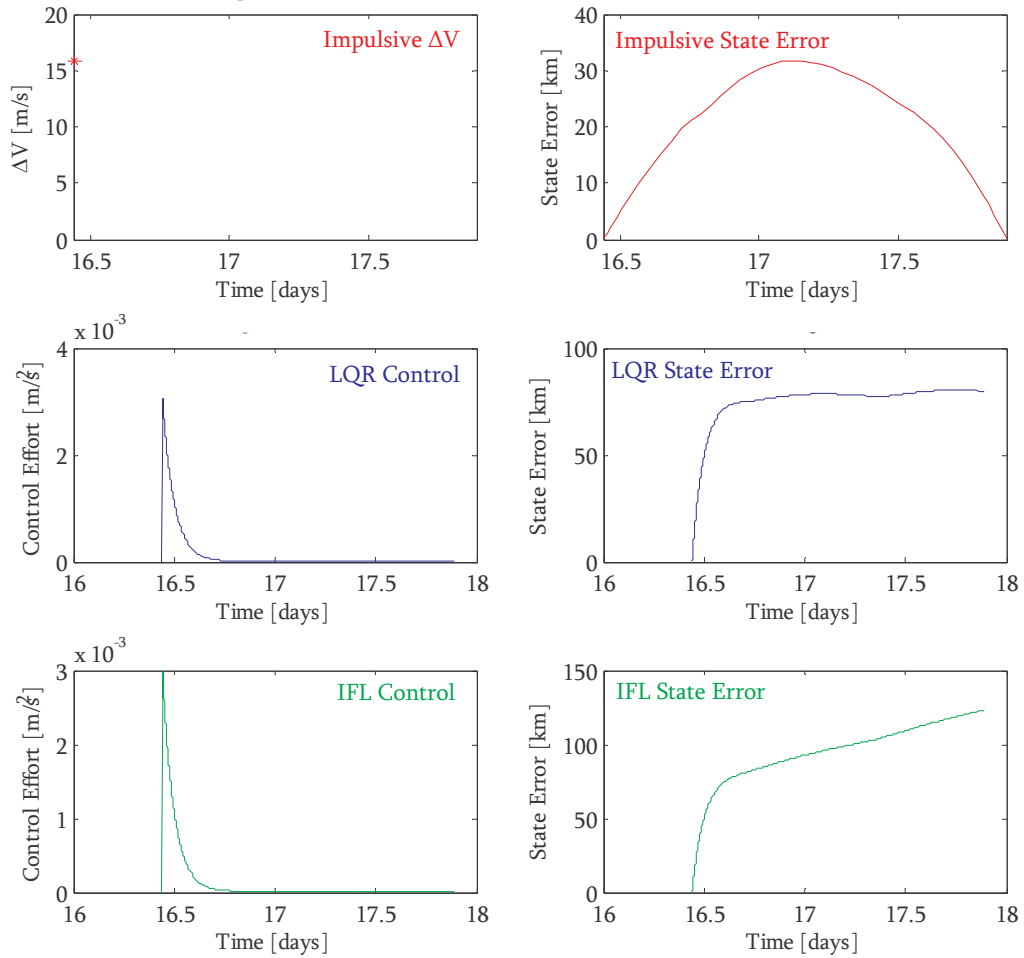 Impulsive ΔV
ΔV [m/s]
20
15
10
5
0
16.5 17 17.5
Time [days]
Impulsive State Error
State Error [km]
40
30
20
10
0
16.5 17 17.5
Time [days]
x 10-3
LQR Control
Control Effort [m/s2]
4
2
0
16 16.5 17 17.5 18
Time [days]
LQR State Error
State Error [km]
100
50
0
16 16.5 17 17.5 18
Time [days]
x 10-3
IFL Control
Control Effort [m/s2]
3
2
1
0
16 16.5 17 17.5 18
Time [days]
IFL State Error
State Error [km]
150
100
50
0
16 16.5 17 17.5 18
Time [days]